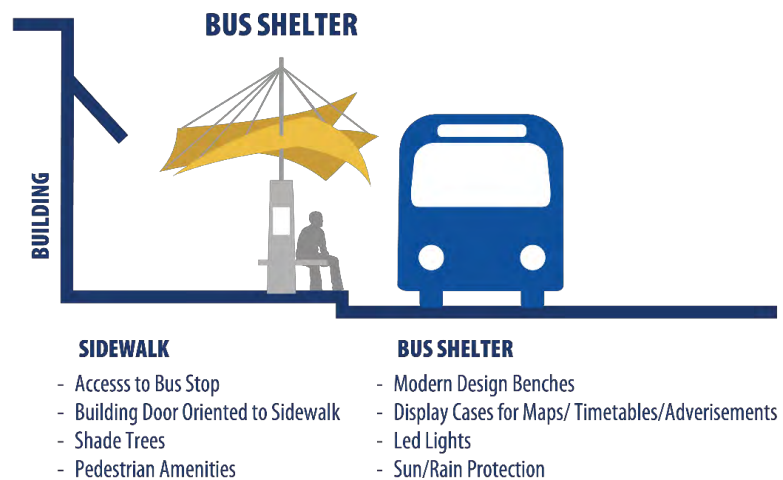 BUS SHELTER
BUILDING
SIDEWALK
- Accesss to Bus Stop
- Building Door Oriented to Sidewalk
- Shade Trees
- Pedestrian Amenities
BUS SHELTER
- Modern Design Benches
- Display Cases for Maps/ Timetables/Adverisements
- Led Lights
- Sun/Rain Protection